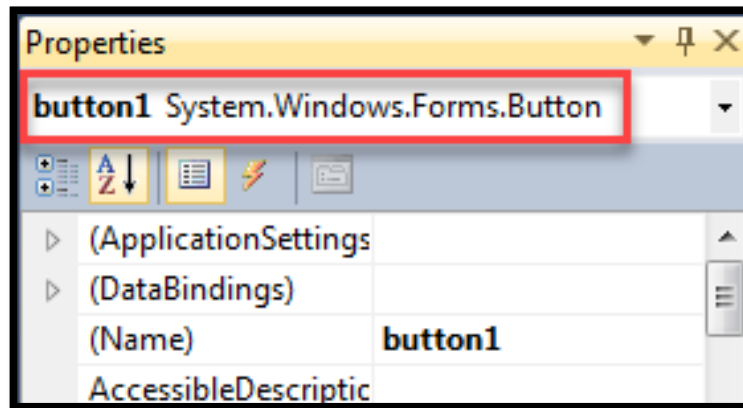 Properties
button1 System.Windows.Forms.Button
A
Z
(ApplicationSettings
(DataBindings)
(Name) button1
AccessibleDescriptic